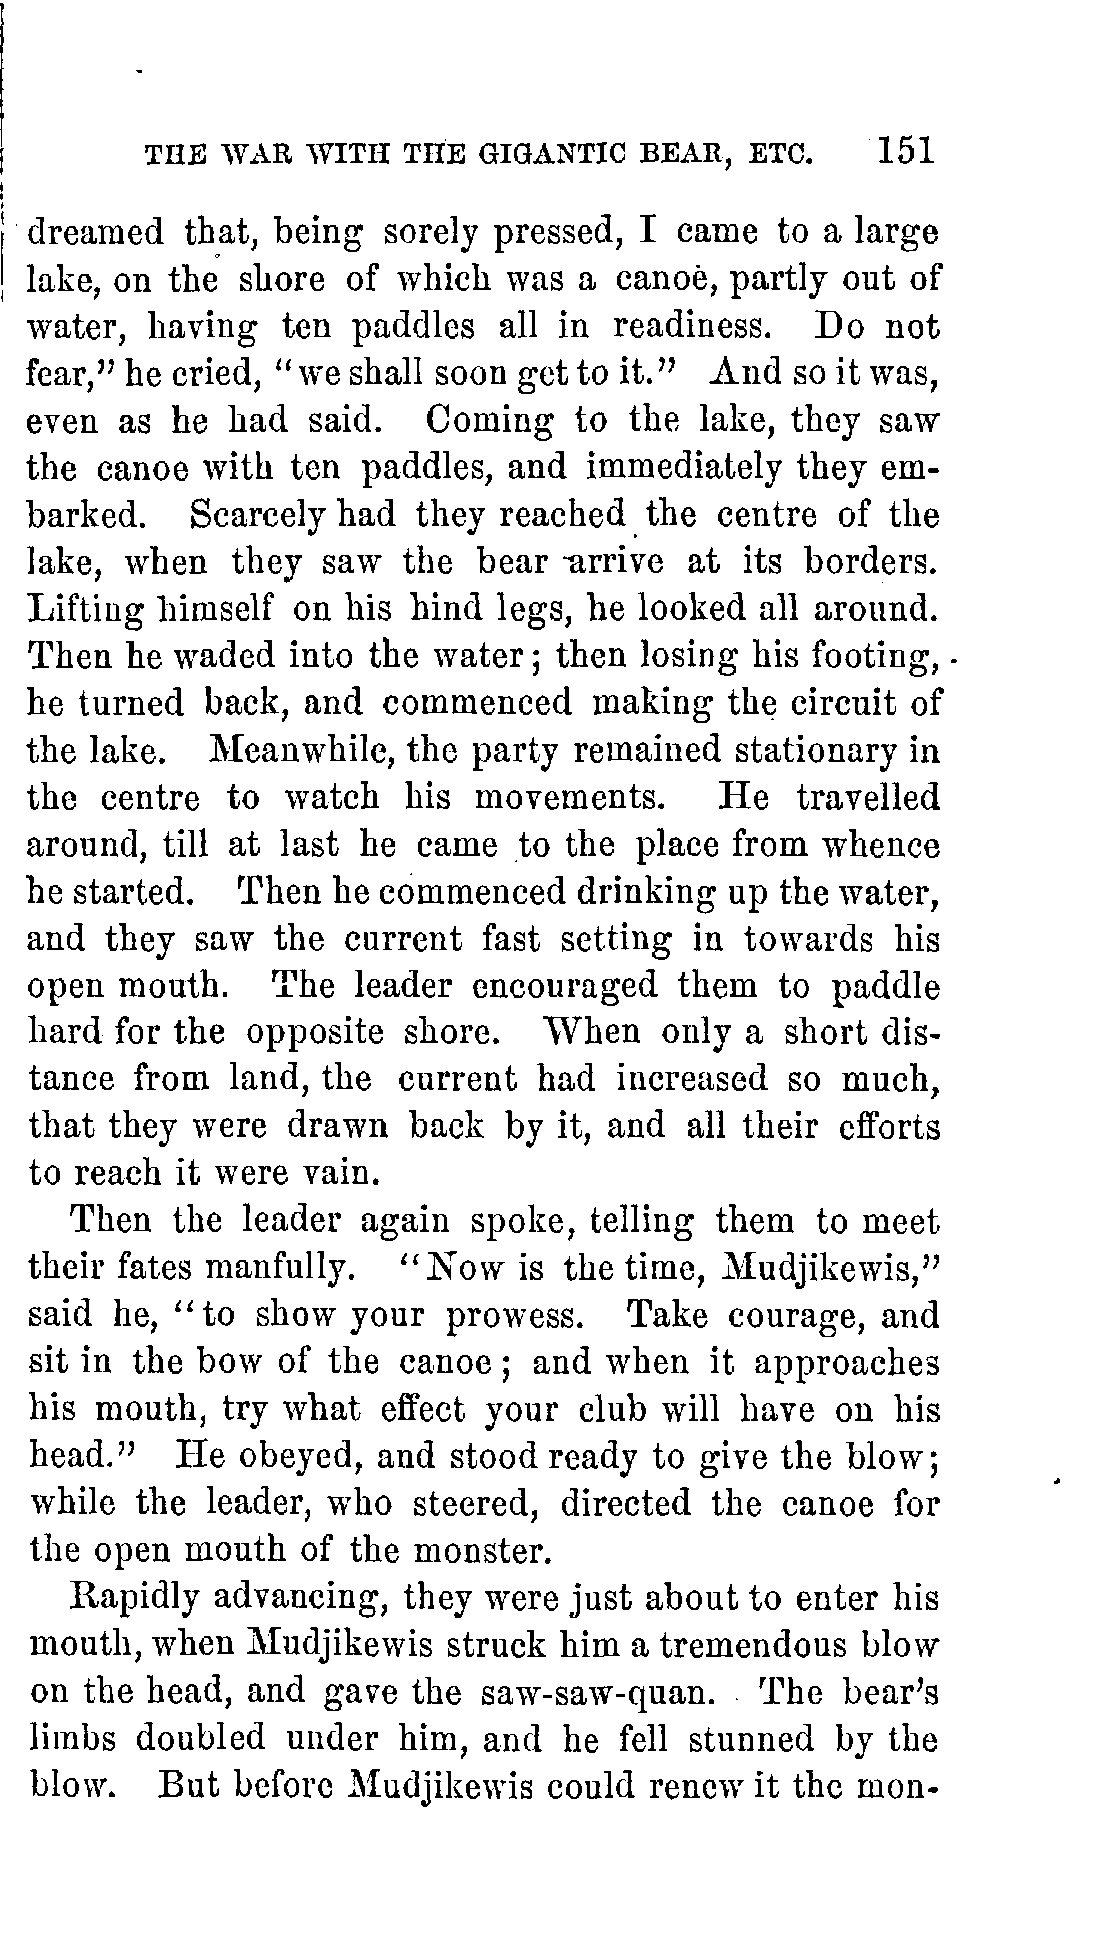 THE WAR WITH THE GIGANTIC BEAR, ETC. 151
dreamed that, being sorely pressed, I came to a large
lake, on the shore of which was a canoe, partly out of
water, having ten paddles all in readiness. Do not
fear," he cried, "we shall soon get to it." And so it was,
even as he had said. Coming to the lake, they saw
the canoe with ten paddles, and immediately they em-
barked. Scarcely had they reached the centre of the
lake, when they saw the bear arrive at its borders.
Lifting himself on his hind legs, he looked all around.
Then he waded into the water; then losing his footing,
he turned back, and commenced making the circuit of
the lake. Meanwhile, the party remained stationary in
the centre to watch his movements. He travelled
around, till at last he came to the place from whence
he started. Then he commenced drinking up the water,
and they saw the current fast setting in towards his
open mouth. The leader encouraged them to paddle
hard for the opposite shore. When only a short dis-
tance from land, the current had increased so much,
that they were drawn back by it, and all their efforts
to reach it were vain.
Then the leader again spoke, telling them to meet
their fates manfully. "Now is the time, Mudjikewis,"
said he, "to show your prowess. Take courage, and
sit in the bow of the canoe; and when it approaches
his mouth, try what effect your club will have on his
head." He obeyed, and stood ready to give the blow;
while the leader, who steered, directed the canoe for
the open mouth of the monster.
Rapidly advancing, they were just about to enter his
mouth, when Mudjikewis struck him a tremendous blow
on the head, and gave the saw-saw-quan. The bear's
limbs doubled under him, and he fell stunned by the
blow. But before Mudjikewis could renew it the mon-